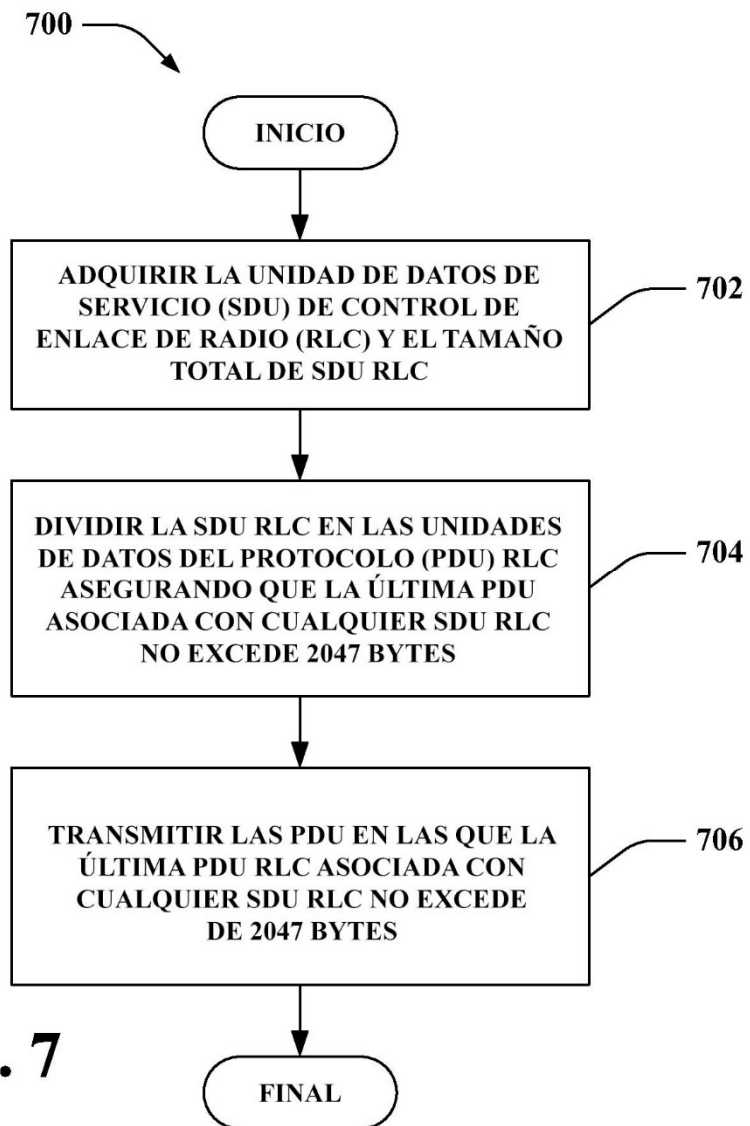 700
INICIO
ADQUIRIR LA UNIDAD DE DATOS DE
SERVICIO (SDU) DE CONTROL DE
ENLACE DE RADIO (RLC) Y EL TAMAÑO
TOTAL DE SDU RLC
702
DIVIDIR LA SDU RLC EN LAS UNIDADES
DE DATOS DEL PROTOCOLO (PDU) RLC
ASEGURANDO QUE LA ÚLTIMA PDU
ASOCIADA CON CUALQUIER SDU RLC
NO EXCEDE 2047 BYTES
704
TRANSMITIR LAS PDU EN LAS QUE LA
ÚLTIMA PDU RLC ASOCIADA CON
CUALQUIER SDU RLC NO EXCEDE
DE 2047 BYTES
706
. 7
FINAL